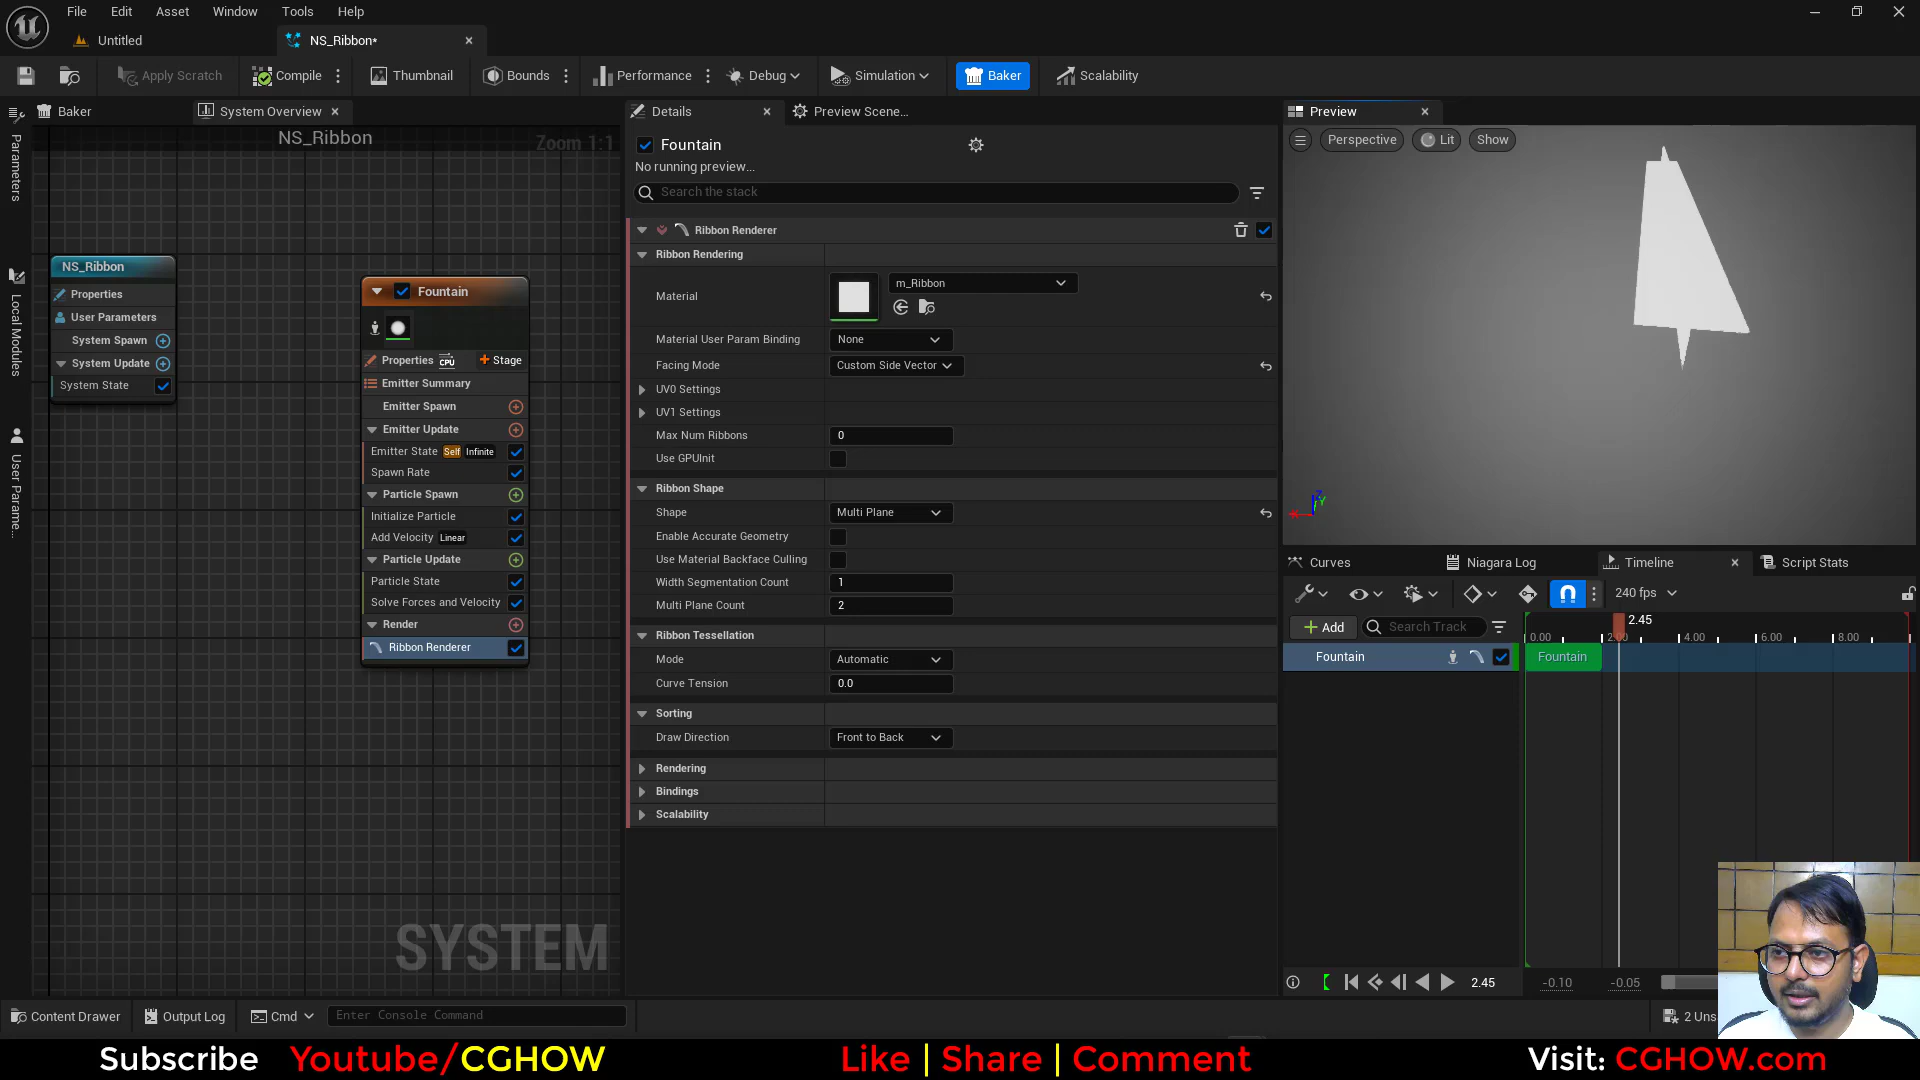 File Edit Asset Window Tools Help
Untitled NS_Ribbon*
Apply Scratch Compile Thumbnail Bounds Performance Debug Simulation Baker Scalability
Baker System Overview Details Preview Scene... Preview
NS_Ribbon Zoom 1:1
Parameters
Local Modules
User Parame...
NS_Ribbon
Properties
User Parameters
System Spawn
System Update
System State
Fountain
Properties CPU Stage
Emitter Summary
Emitter Spawn
Emitter Update
Emitter State Self Infinite
Spawn Rate
Particle Spawn
Initialize Particle
Add Velocity Linear
Particle Update
Particle State
Solve Forces and Velocity
Render
Ribbon Renderer
SYSTEM
Fountain
No running preview...
Search the stack
Ribbon Renderer
Ribbon Rendering
Material m_Ribbon
Material User Param Binding None
Facing Mode Custom Side Vector
UV0 Settings
UV1 Settings
Max Num Ribbons 0
Use GPUInit
Ribbon Shape
Shape Multi Plane
Enable Accurate Geometry
Use Material Backface Culling
Width Segmentation Count 1
Multi Plane Count 2
Ribbon Tessellation
Mode Automatic
Curve Tension 0.0
Sorting
Draw Direction Front to Back
Rendering
Bindings
Scalability
Perspective Lit Show
Curves Niagara Log Timeline Script Stats
240 fps
Add Search Track
2.45
0.00 2.00 4.00 6.00 8.00
Fountain Fountain
2.45 -0.10 -0.05
Content Drawer Output Log Cmd Enter Console Command 2 Uns
Subscribe Youtube/CGHOW Like | Share | Comment Visit: CGHOW.com